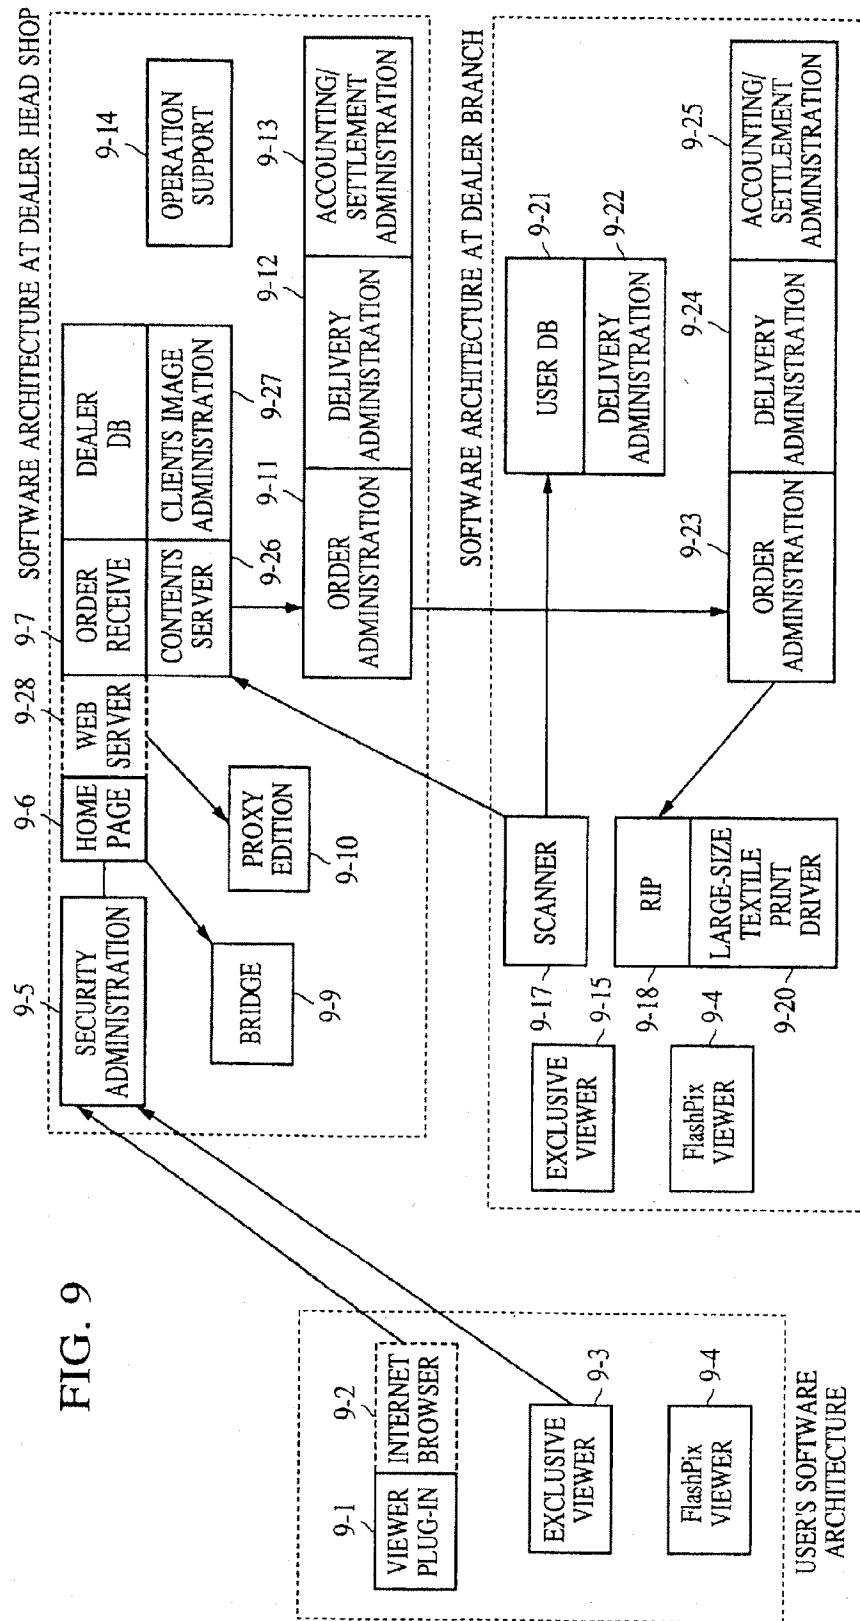 FIG. 9
9-1
VIEWER
PLUG-IN
9-2
INTERNET
BROWSER
EXCLUSIVE
VIEWER
9-3
FlashPix
VIEWER
9-4
USER'S SOFTWARE
ARCHITECTURE
SOFTWARE ARCHITECTURE AT DEALER HEAD SHOP
9-5
SECURITY
ADMINISTRATION
9-6
HOME
PAGE
9-28
WEB
SERVER
9-7
ORDER
RECEIVE
DEALER
DB
CONTENTS
SERVER
9-26
CLIENTS IMAGE
ADMINISTRATION
9-27
9-14
OPERATION
SUPPORT
BRIDGE
9-9
PROXY
EDITION
9-10
9-11
ORDER
ADMINISTRATION
9-12
DELIVERY
ADMINISTRATION
9-13
ACCOUNTING/
SETTLEMENT
ADMINISTRATION
SOFTWARE ARCHITECTURE AT DEALER BRANCH
EXCLUSIVE
VIEWER
9-15
FlashPix
VIEWER
9-4
SCANNER
9-17
RIP
9-18
LARGE-SIZE
TEXTILE
PRINT
DRIVER
9-20
USER DB
9-21
DELIVERY
ADMINISTRATION
9-22
9-23
ORDER
ADMINISTRATION
9-24
DELIVERY
ADMINISTRATION
9-25
ACCOUNTING/
SETTLEMENT
ADMINISTRATION